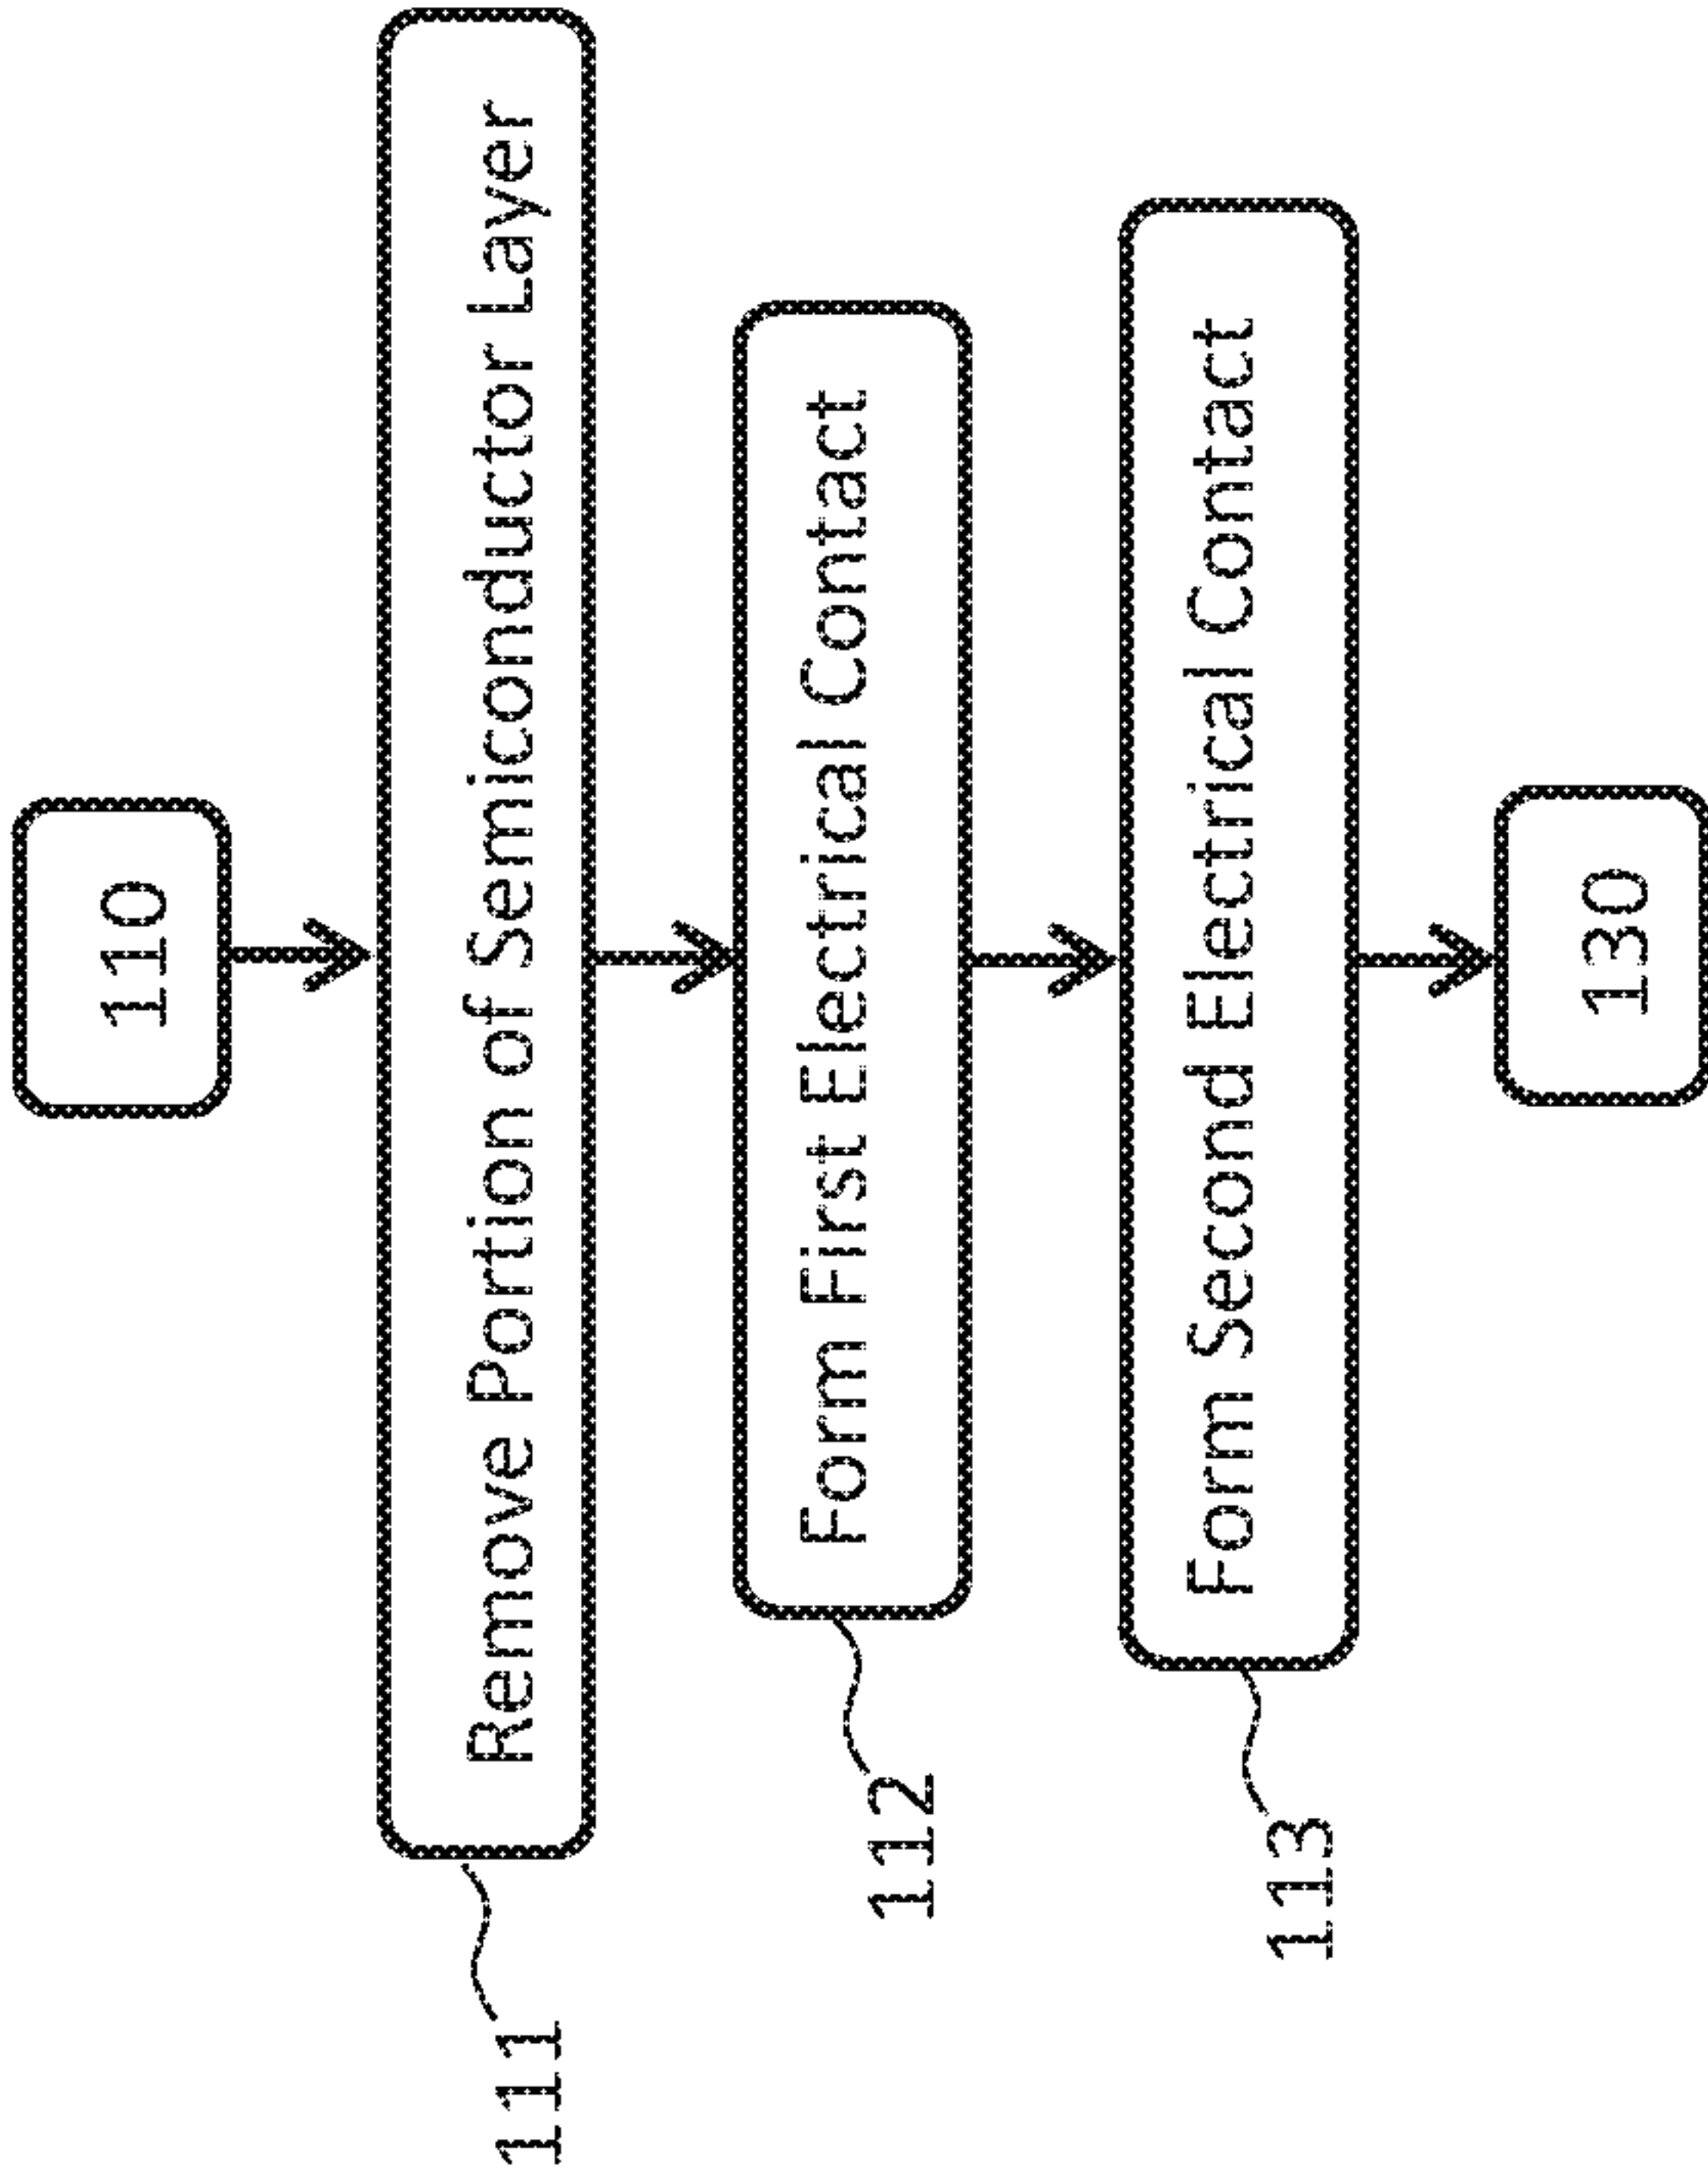 110
Remove Portion of Semiconductor Layer
111
Form First Electrical Contact
112
Form Second Electrical Contact
113
130